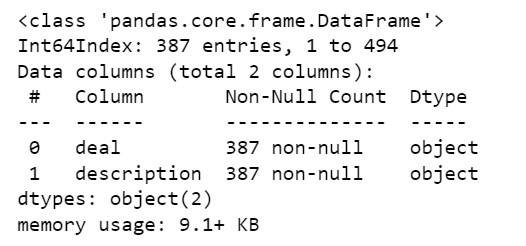 <class 'pandas.core.frame.DataFrame'>
Int64Index: 387 entries, 1 to 494
Data columns (total 2 columns):
 #   Column       Non-Null Count  Dtype
---  ------       --------------  -----
 0   deal         387 non-null    object
 1   description  387 non-null    object
dtypes: object(2)
memory usage: 9.1+ KB